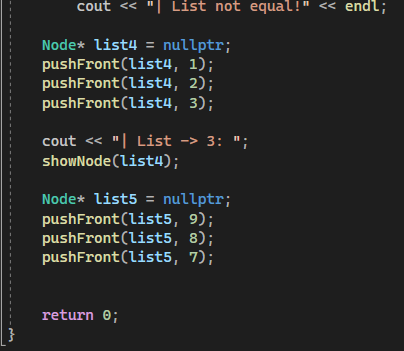 cout << "| List not equal!" << endl;
Node* list4 = nullptr;
pushFront(list4, 1);
pushFront(list4, 2);
pushFront(list4, 3);
cout << "| List -> 3: ";
showNode(list4);
Node* list5 = nullptr;
pushFront(list5, 9);
pushFront(list5, 8);
pushFront(list5, 7);
return 0;
}